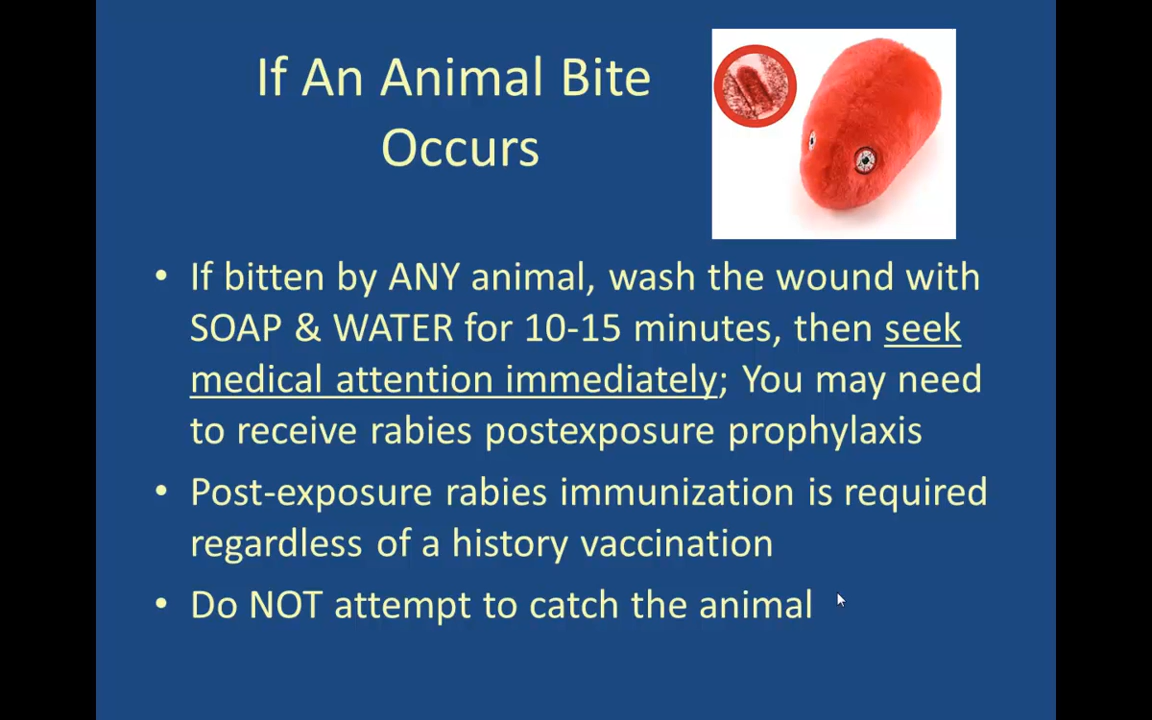 If An Animal Bite
Occurs
• If bitten by ANY animal, wash the wound with
SOAP & WATER for 10-15 minutes, then seek
medical attention immediately; You may need
to receive rabies postexposure prophylaxis
• Post-exposure rabies immunization is required
regardless of a history vaccination
• Do NOT attempt to catch the animal